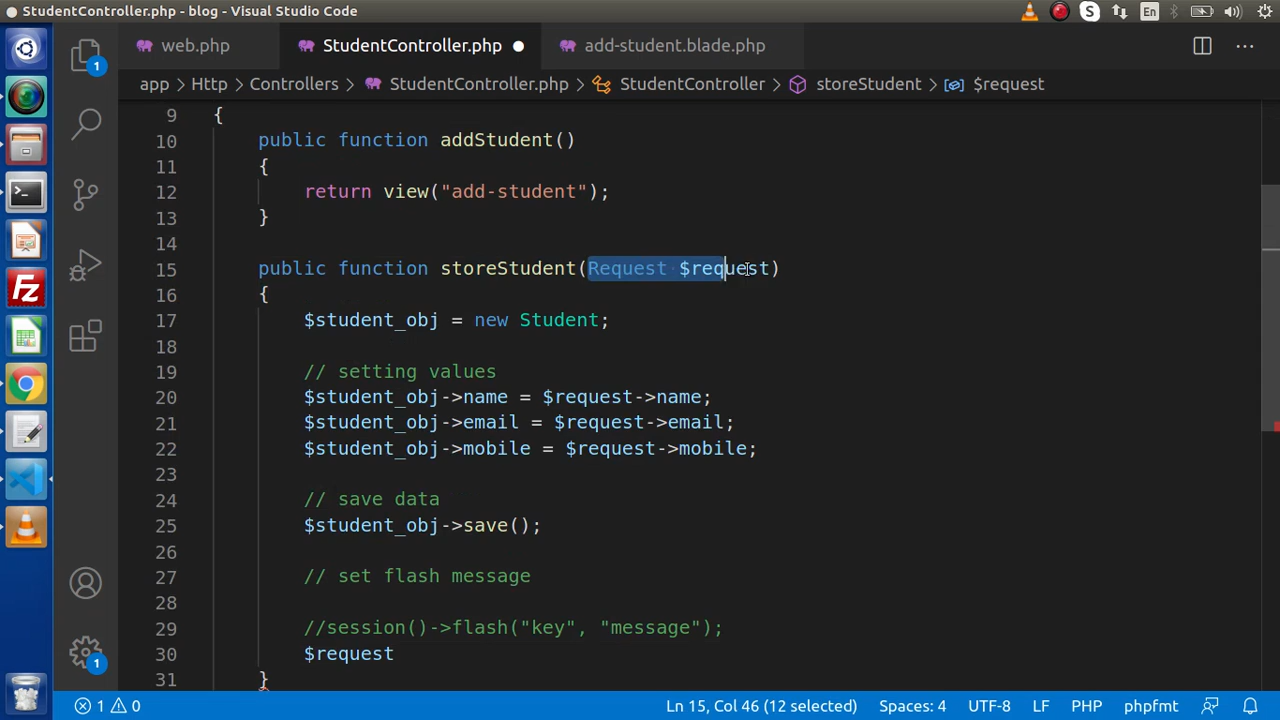 StudentController.php - blog - Visual Studio Code
S En
web.php StudentController.php add-student.blade.php
app > Http > Controllers > StudentController.php > StudentController > storeStudent > $request
9 {
10 public function addStudent()
11 {
12 return view("add-student");
13 }
14
15 public function storeStudent(Request $request)
16 {
17 $student_obj = new Student;
18
19 // setting values
20 $student_obj->name = $request->name;
21 $student_obj->email = $request->email;
22 $student_obj->mobile = $request->mobile;
23
24 // save data
25 $student_obj->save();
26
27 // set flash message
28
29 //session()->flash("key", "message");
30 $request
31 }
1
Fz
1
1 0 Ln 15, Col 46 (12 selected) Spaces: 4 UTF-8 LF PHP phpfmt